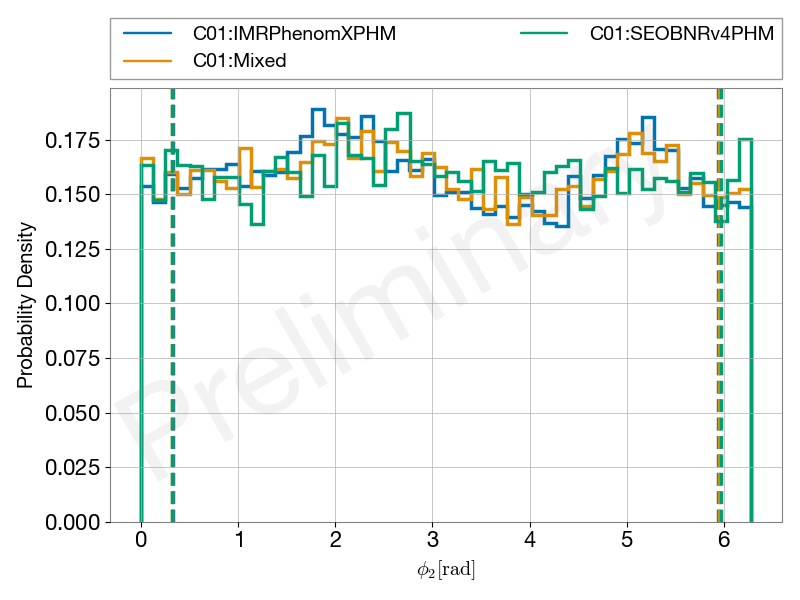 C01:IMRPhenomXPHM
C01:Mixed
C01:SEOBNRv4PHM
Probability Density
0.175
0.150
0.125
0.100
0.075
0.050
0.025
0.000
0 1 2 3 4 5 6
ϕ₂[rad]
Preliminary